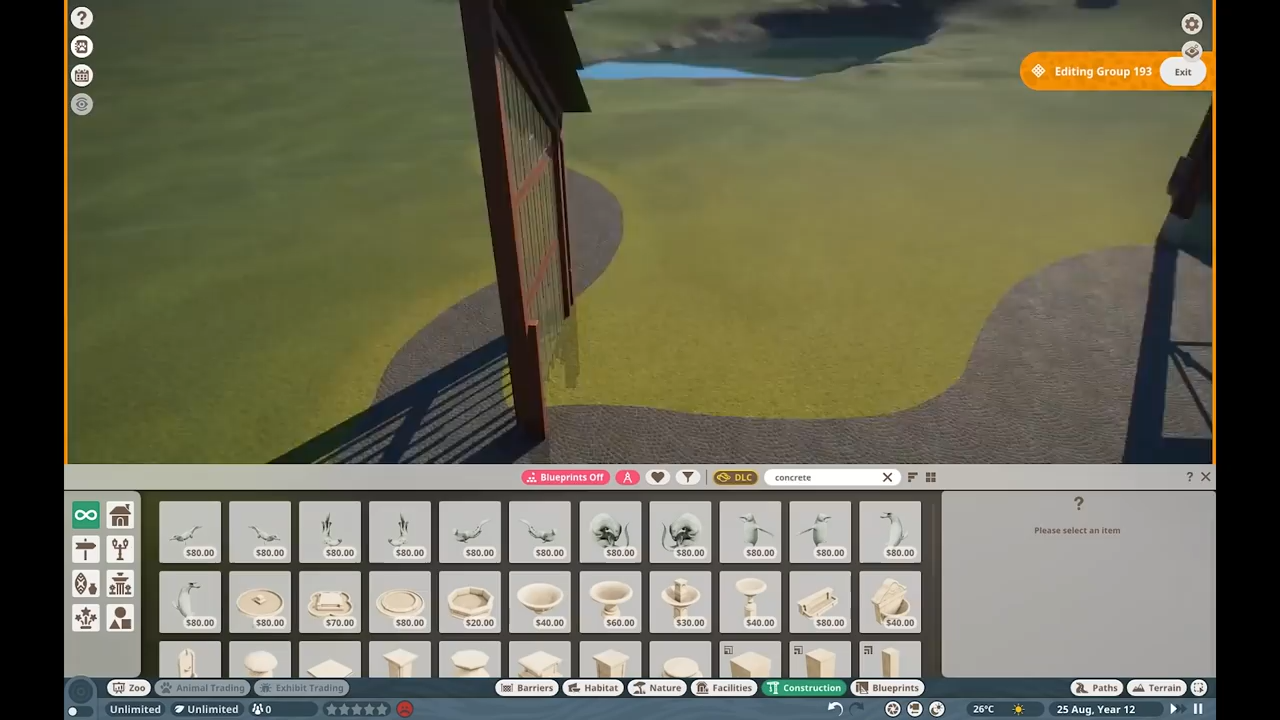 ?
Editing Group 193 Exit
Blueprints Off DLC concrete ?
$80.00 $80.00 $80.00 $80.00 $80.00 $80.00 $80.00 $80.00 $80.00 $80.00 $80.00
?
Please select an item
$80.00 $80.00 $70.00 $80.00 $20.00 $40.00 $60.00 $30.00 $40.00 $80.00 $40.00
Zoo Animal Trading Exhibit Trading Barriers Habitat Nature Facilities Construction Blueprints Paths Terrain
Unlimited Unlimited 0 26°C 25 Aug, Year 12